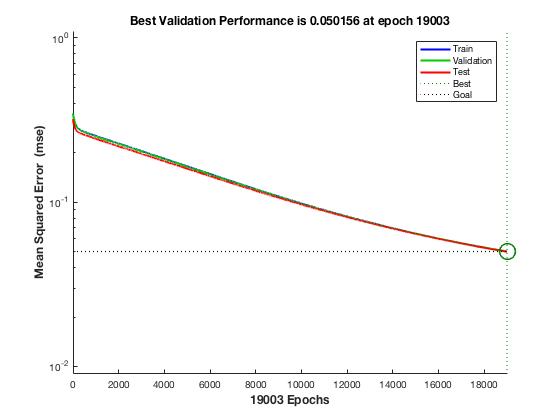 Best Validation Performance is 0.050156 at epoch 19003
10^0
Train
Validation
Test
Best
Goal
10^-1
10^-2
Mean Squared Error (mse)
0 2000 4000 6000 8000 10000 12000 14000 16000 18000
19003 Epochs